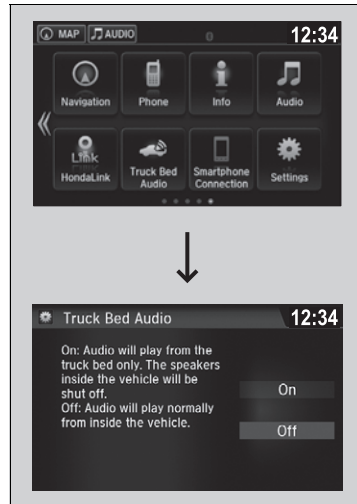 MAP AUDIO 12:34
Navigation Phone Info Audio
Link
HondaLink Truck Bed Audio Smartphone Connection Settings
Truck Bed Audio 12:34
On: Audio will play from the
truck bed only. The speakers
inside the vehicle will be
shut off.
Off: Audio will play normally
from inside the vehicle.
On
Off